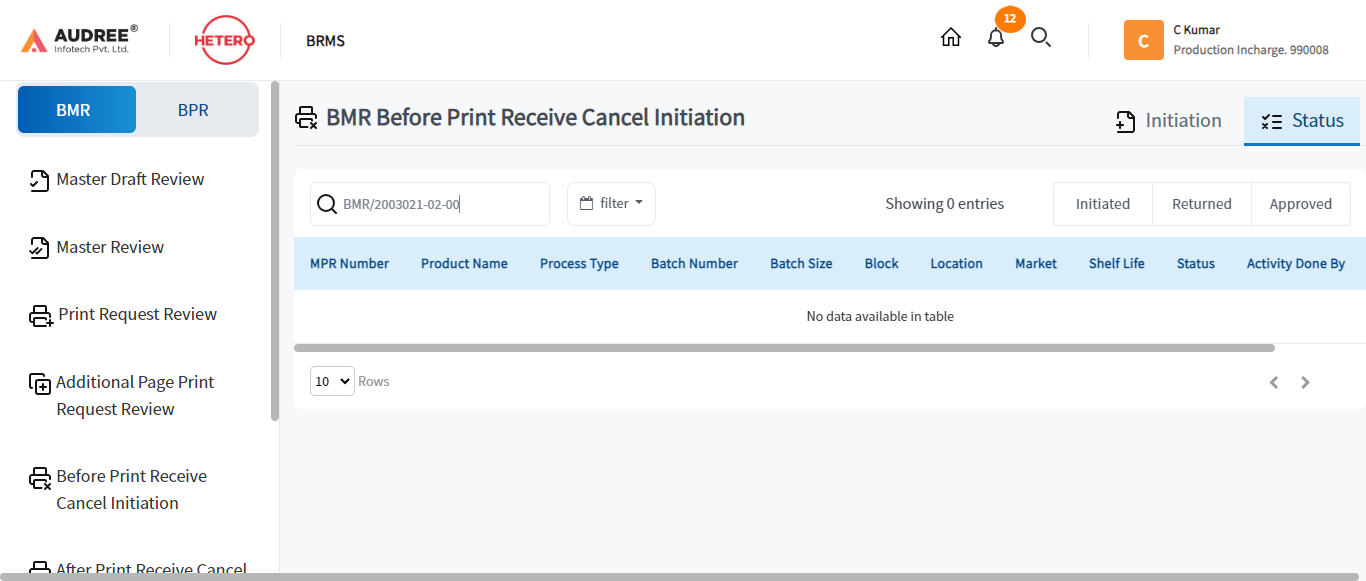 AUDREE®
Infotech Pvt. Ltd.
HETERO
BRMS
12
C
C Kumar
Production Incharge. 990008
BMR
BPR
Master Draft Review
Master Review
Print Request Review
Additional Page Print
Request Review
Before Print Receive
Cancel Initiation
After Print Receive Cancel
BMR Before Print Receive Cancel Initiation
Initiation
Status
BMR/2003021-02-00
filter
Showing 0 entries
Initiated
Returned
Approved
MPR Number
Product Name
Process Type
Batch Number
Batch Size
Block
Location
Market
Shelf Life
Status
Activity Done By
No data available in table
10
Rows